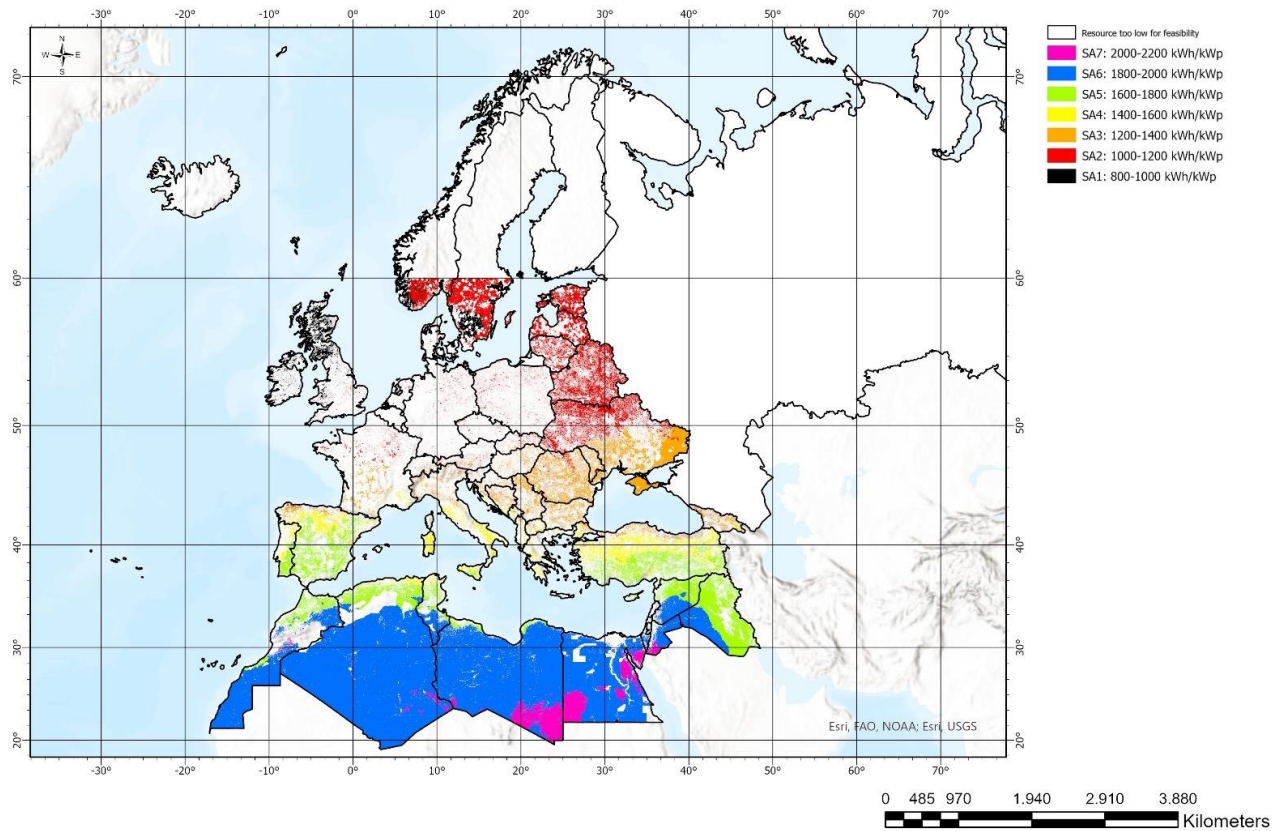 -30° -20° -10° 0° 10° 20° 30° 40° 50° 60° 70°
N
W E
S
Resource too low for feasibility
SA7: 2000-2200 kWh/kWp
SA6: 1800-2000 kWh/kWp
SA5: 1600-1800 kWh/kWp
SA4: 1400-1600 kWh/kWp
SA3: 1200-1400 kWh/kWp
SA2: 1000-1200 kWh/kWp
SA1: 800-1000 kWh/kWp
70° 70°
60° 60°
50° 50°
40° 40°
30° 30°
Esri, FAO, NOAA; Esri, USGS
20° 20°
-30° -20° -10° 0° 10° 20° 30° 40° 50° 60° 70°
0 485 970 1.940 2.910 3.880
Kilometers